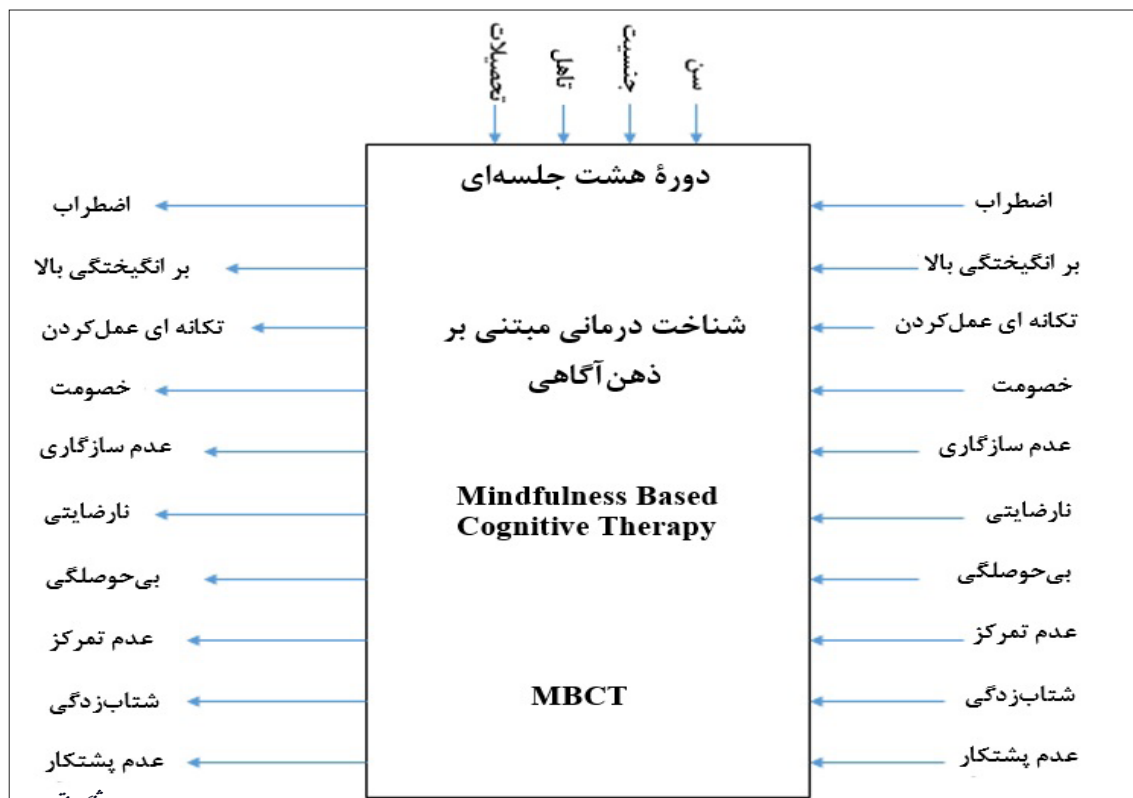 سن
جنسیت
تاهل
تحصیلات
دورهٔ هشت جلسه‌ای
شناخت درمانی مبتنی بر
ذهن‌آگاهی
Mindfulness Based
Cognitive Therapy
MBCT
اضطراب
بر انگیختگی بالا
تکانه ای عمل‌کردن
خصومت
عدم سازگاری
نارضایتی
بی‌حوصلگی
عدم تمرکز
شتاب‌زدگی
عدم پشتکار
اضطراب
بر انگیختگی بالا
تکانه ای عمل‌کردن
خصومت
عدم سازگاری
نارضایتی
بی‌حوصلگی
عدم تمرکز
شتاب‌زدگی
عدم پشتکار